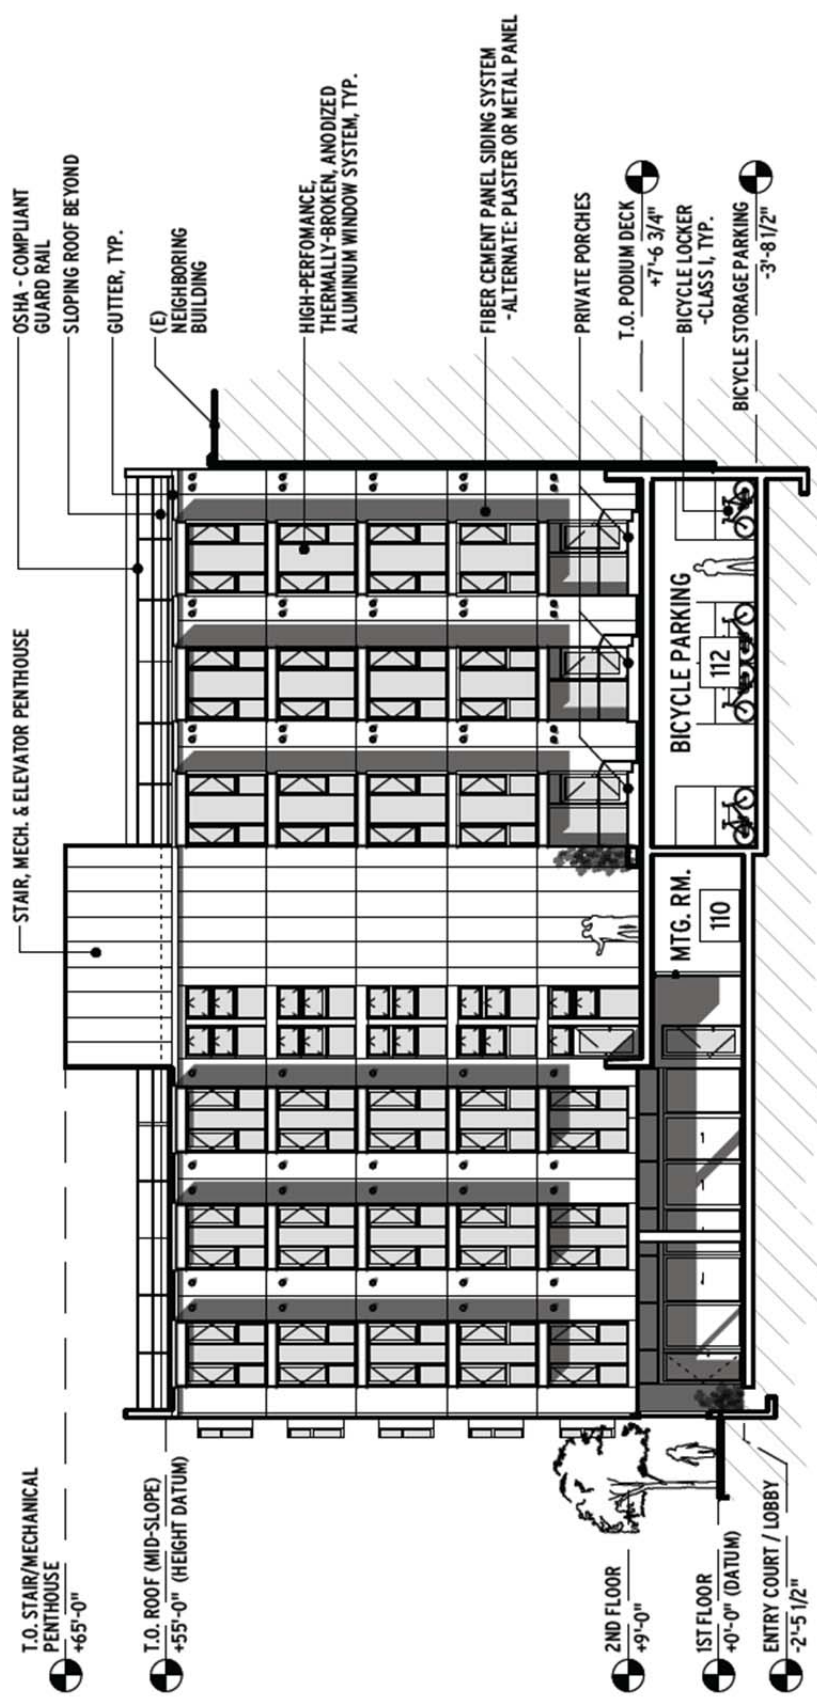 T.O. STAIR/MECHANICAL
PENTHOUSE
+65'-0"
T.O. ROOF (MID-SLOPE)
+55'-0" (HEIGHT DATUM)
2ND FLOOR
+9'-0"
1ST FLOOR
+0'-0" (DATUM)
ENTRY COURT / LOBBY
-2'-5 1/2"
STAIR, MECH. & ELEVATOR PENTHOUSE
MTG. RM.
110
BICYCLE PARKING
112
OSHA - COMPLIANT
GUARD RAIL
SLOPING ROOF BEYOND
GUTTER, TYP.
(E)
NEIGHBORING
BUILDING
HIGH-PERFOMANCE,
THERMALLY-BROKEN, ANODIZED
ALUMINUM WINDOW SYSTEM, TYP.
FIBER CEMENT PANEL SIDING SYSTEM
-ALTERNATE: PLASTER OR METAL PANEL
PRIVATE PORCHES
T.O. PODIUM DECK
+7'-6 3/4"
BICYCLE LOCKER
-CLASS I, TYP.
BICYCLE STORAGE PARKING
-3'-8 1/2"